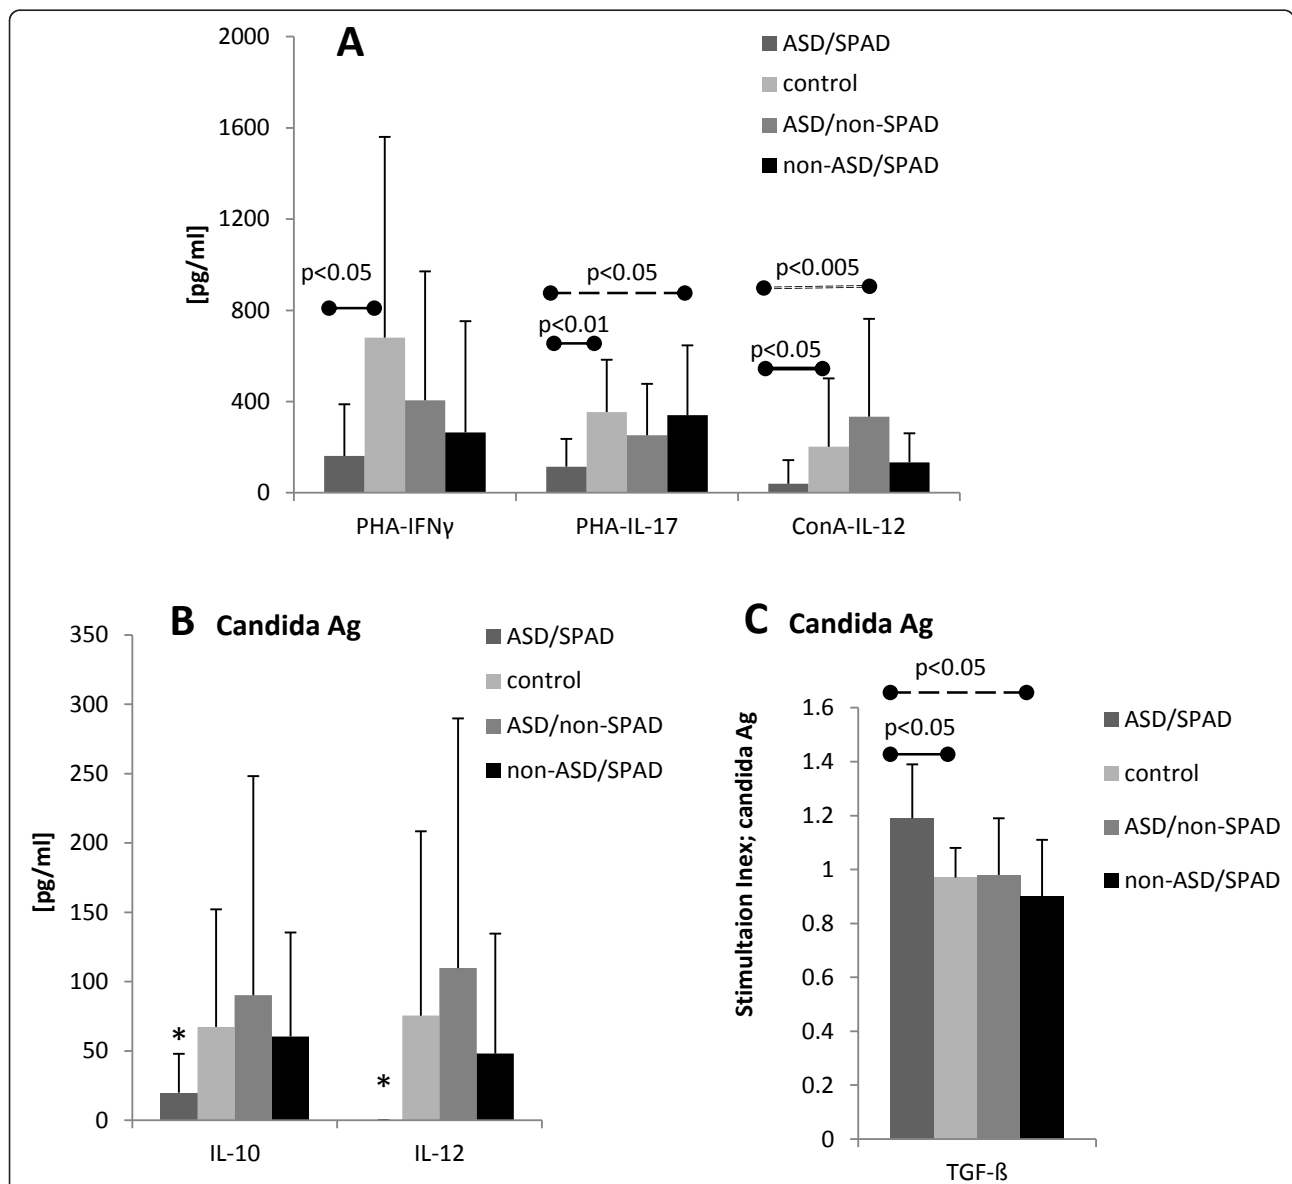 A
2000
1600
1200
800
400
0
[pg/ml]
ASD/SPAD
control
ASD/non-SPAD
non-ASD/SPAD
p<0.05
p<0.05
p<0.01
p<0.005
p<0.05
PHA-IFNγ
PHA-IL-17
ConA-IL-12
B Candida Ag
350
300
250
200
150
100
50
0
[pg/ml]
ASD/SPAD
control
ASD/non-SPAD
non-ASD/SPAD
*
*
IL-10
IL-12
C Candida Ag
p<0.05
p<0.05
1.6
1.4
1.2
1
0.8
0.6
0.4
0.2
0
Stimultaion Inex; candida Ag
ASD/SPAD
control
ASD/non-SPAD
non-ASD/SPAD
TGF-ß